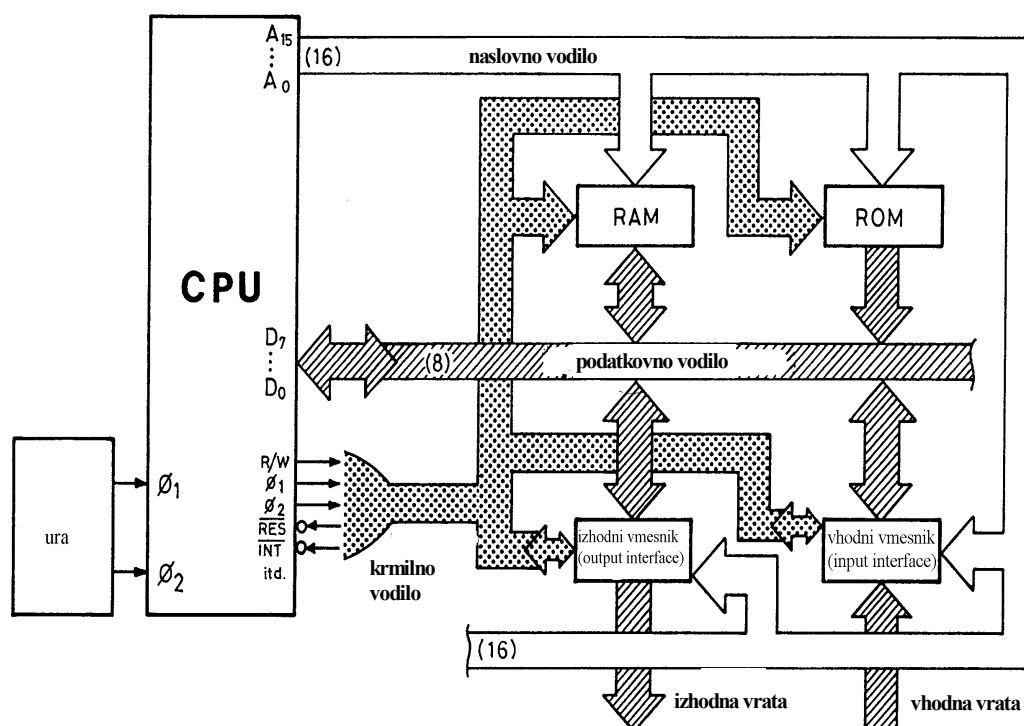 A15
(16)
naslovno vodilo
A0
RAM
ROM
CPU
D7
(8)
podatkovno vodilo
D0
R/W
Ø1
Ø1
Ø2
RES
INT
itd.
ura
Ø2
krmilno
vodilo
izhodni vmesnik
(output interface)
vhodni vmesnik
(input interface)
(16)
izhodna vrata
vhodna vrata